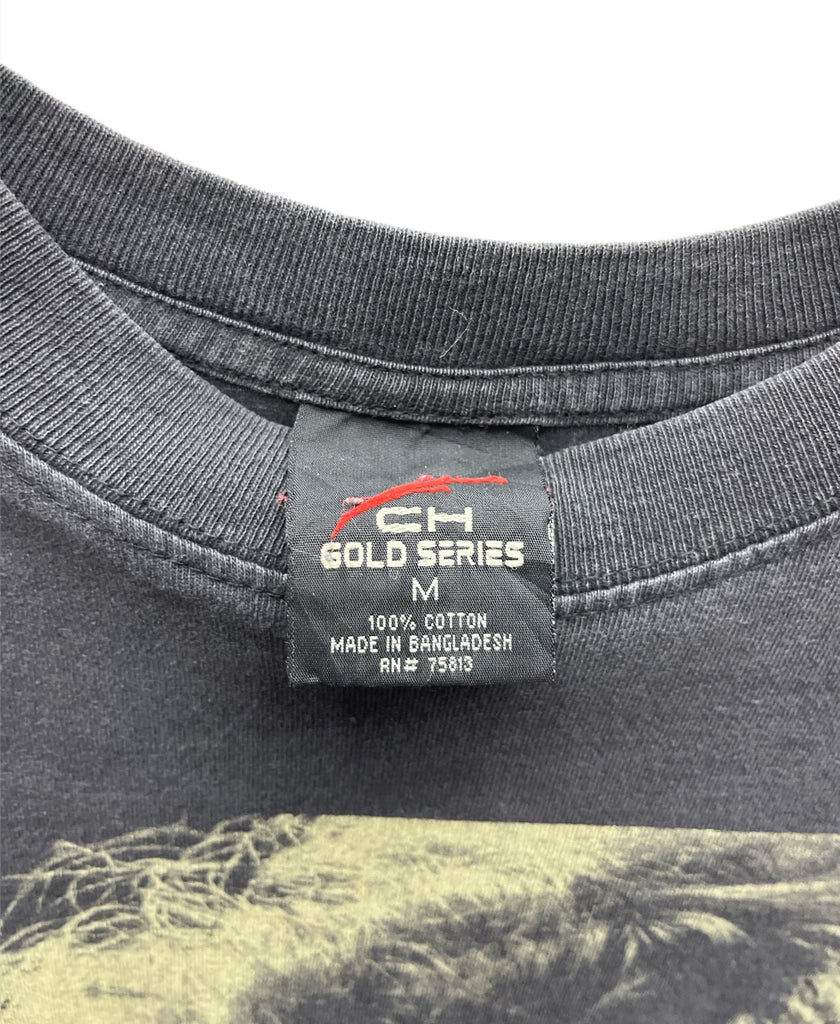 CH
GOLD SERIES
M
100% COTTON
MADE IN BANGLADESH
RN# 75813